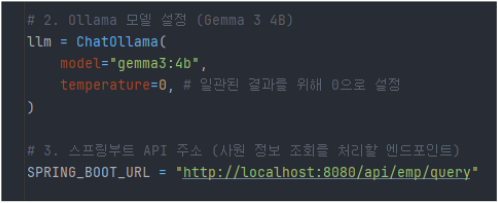 # 2. Ollama 모델 설정 (Gemma 3 4B)
llm = ChatOllama(
    model="gemma3:4b",
    temperature=0, # 일관된 결과를 위해 0으로 설정
)
# 3. 스프링부트 API 주소 (사원 정보 조회를 처리할 엔드포인트)
SPRING_BOOT_URL = "http://localhost:8080/api/emp/query"